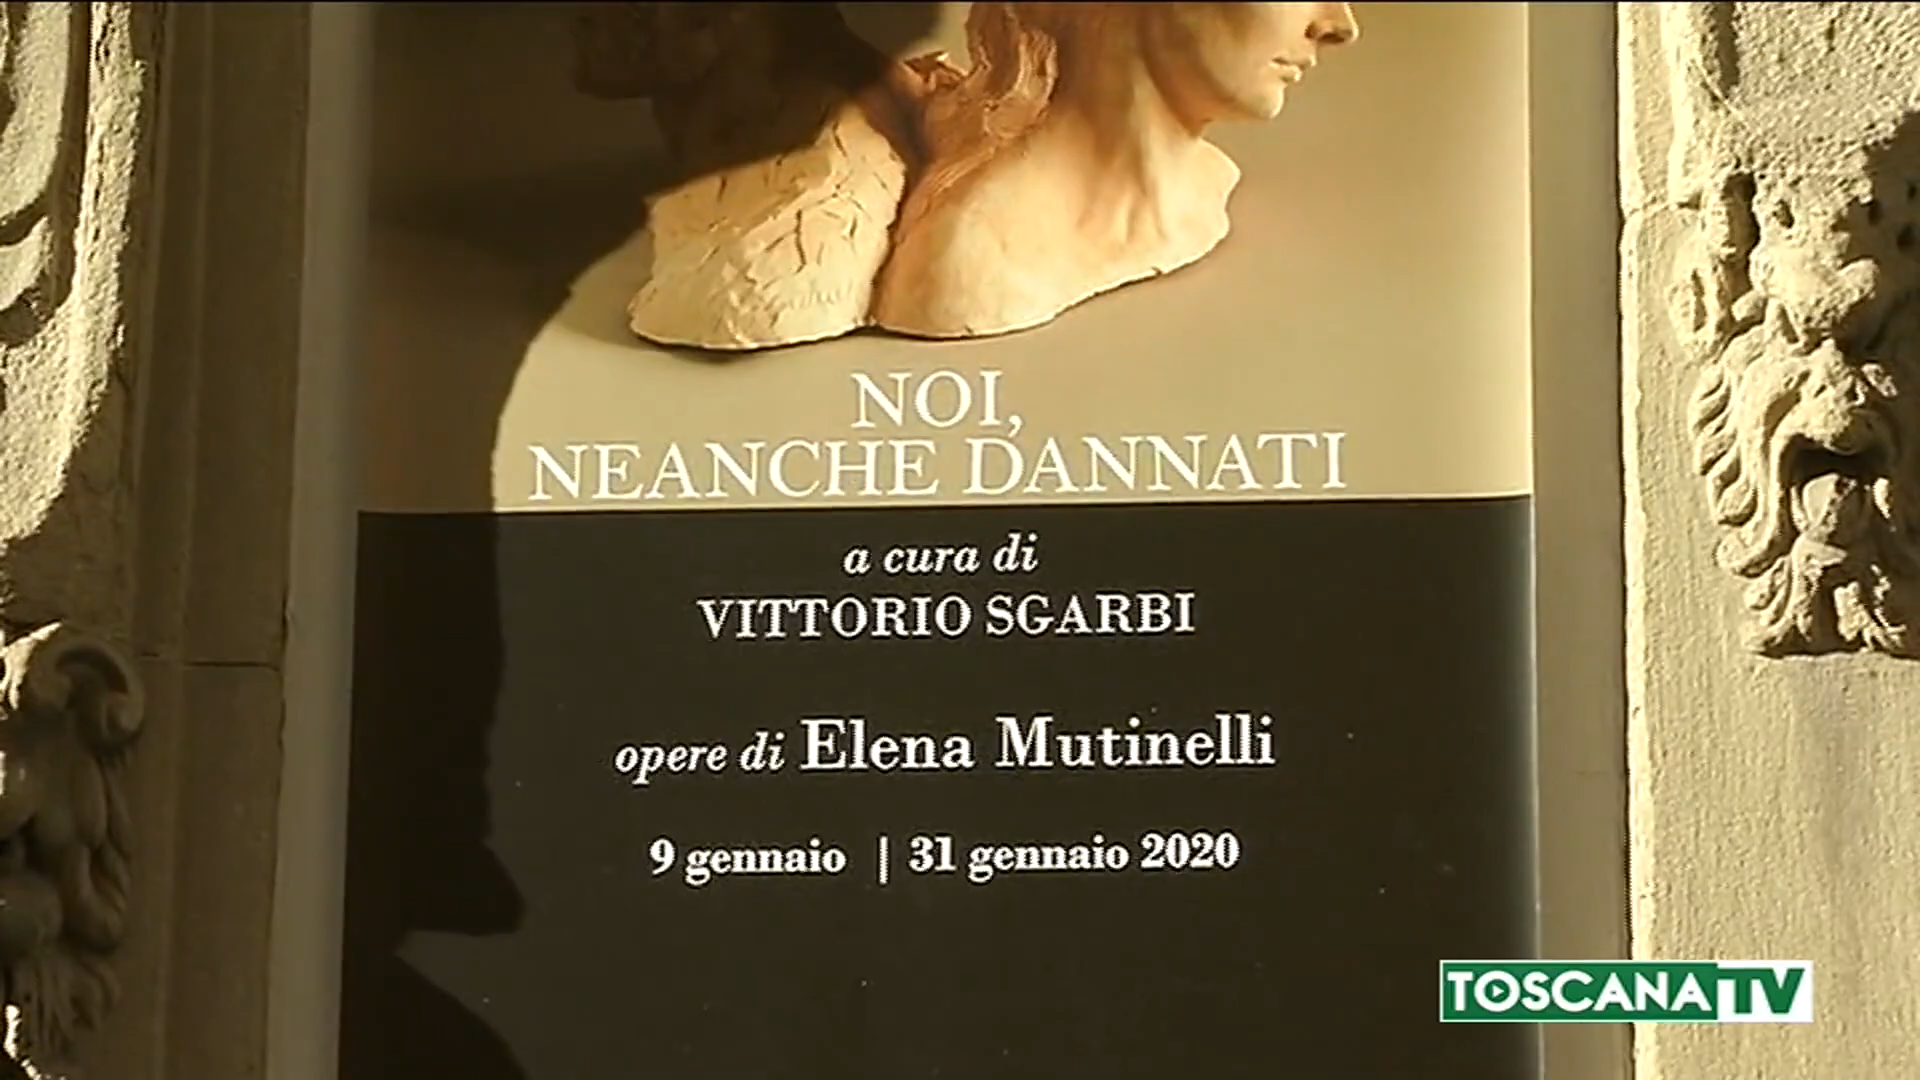 NOI,
NEANCHE DANNATI
a cura di
VITTORIO SGARBI
opere di Elena Mutinelli
9 gennaio | 31 gennaio 2020
TOSCANA TV